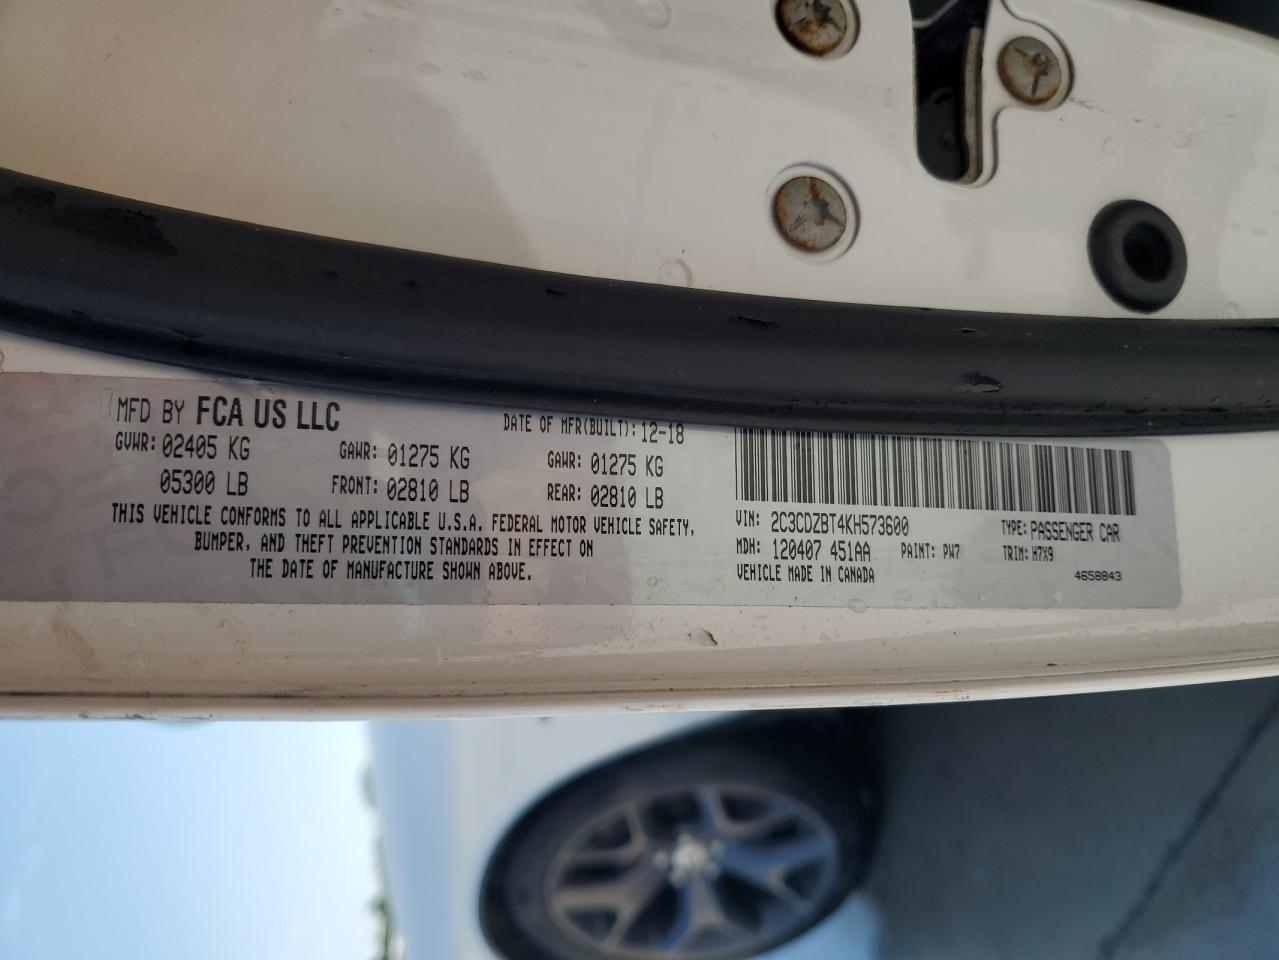 MFD BY FCA US LLC
DATE OF MFR(BUILT): 12-18
GVWR: 02405 KG
GAWR: 01275 KG
GAWR: 01275 KG
05300 LB
FRONT: 02810 LB
REAR: 02810 LB
THIS VEHICLE CONFORMS TO ALL APPLICABLE U.S.A. FEDERAL MOTOR VEHICLE SAFETY,
BUMPER, AND THEFT PREVENTION STANDARDS IN EFFECT ON
THE DATE OF MANUFACTURE SHOWN ABOVE.
VIN: 2C3CDZBT4KH573600
TYPE: PASSENGER CAR
MDH: 120407 451AA
PAINT: PW7
TRIM: H7X9
VEHICLE MADE IN CANADA
4658843